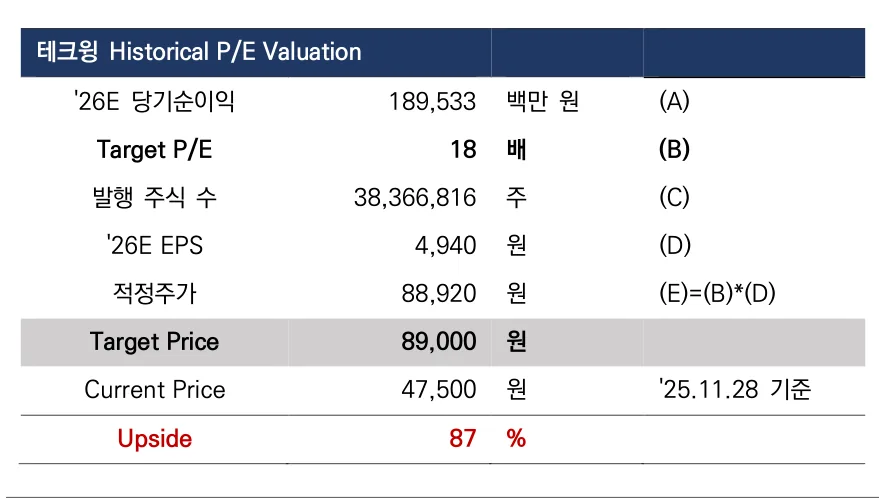 테크윙 Historical P/E Valuation
'26E 당기순이익 189,533 백만 원 (A)
Target P/E 18 배 (B)
발행 주식 수 38,366,816 주 (C)
'26E EPS 4,940 원 (D)
적정주가 88,920 원 (E)=(B)*(D)
Target Price 89,000 원
Current Price 47,500 원 '25.11.28 기준
Upside 87 %